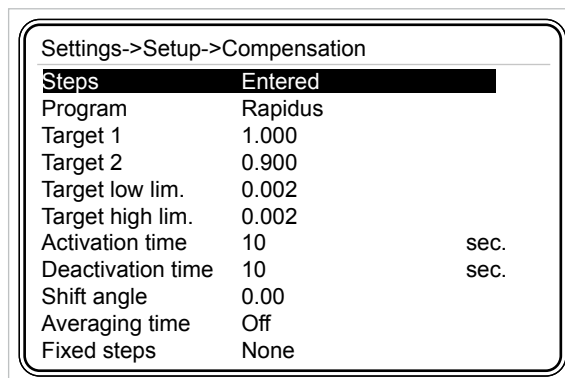 Settings->Setup->Compensation
Steps Entered
Program Rapidus
Target 1 1.000
Target 2 0.900
Target low lim. 0.002
Target high lim. 0.002
Activation time 10 sec.
Deactivation time 10 sec.
Shift angle 0.00
Averaging time Off
Fixed steps None